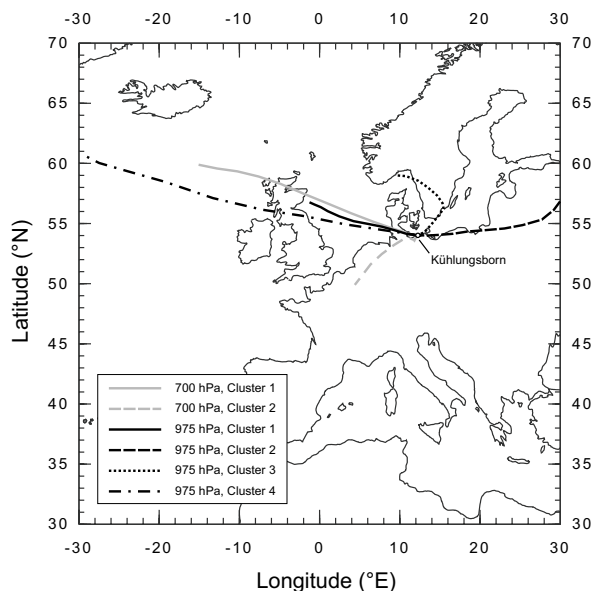 -30 -20 -10 0 10 20 30
70 70
65 65
60 60
55 55
Kühlungsborn
50 50
45 45
40 40
35 35
30 30
-30 -20 -10 0 10 20 30
Latitude (°N)
Longitude (°E)
700 hPa, Cluster 1
700 hPa, Cluster 2
975 hPa, Cluster 1
975 hPa, Cluster 2
975 hPa, Cluster 3
975 hPa, Cluster 4